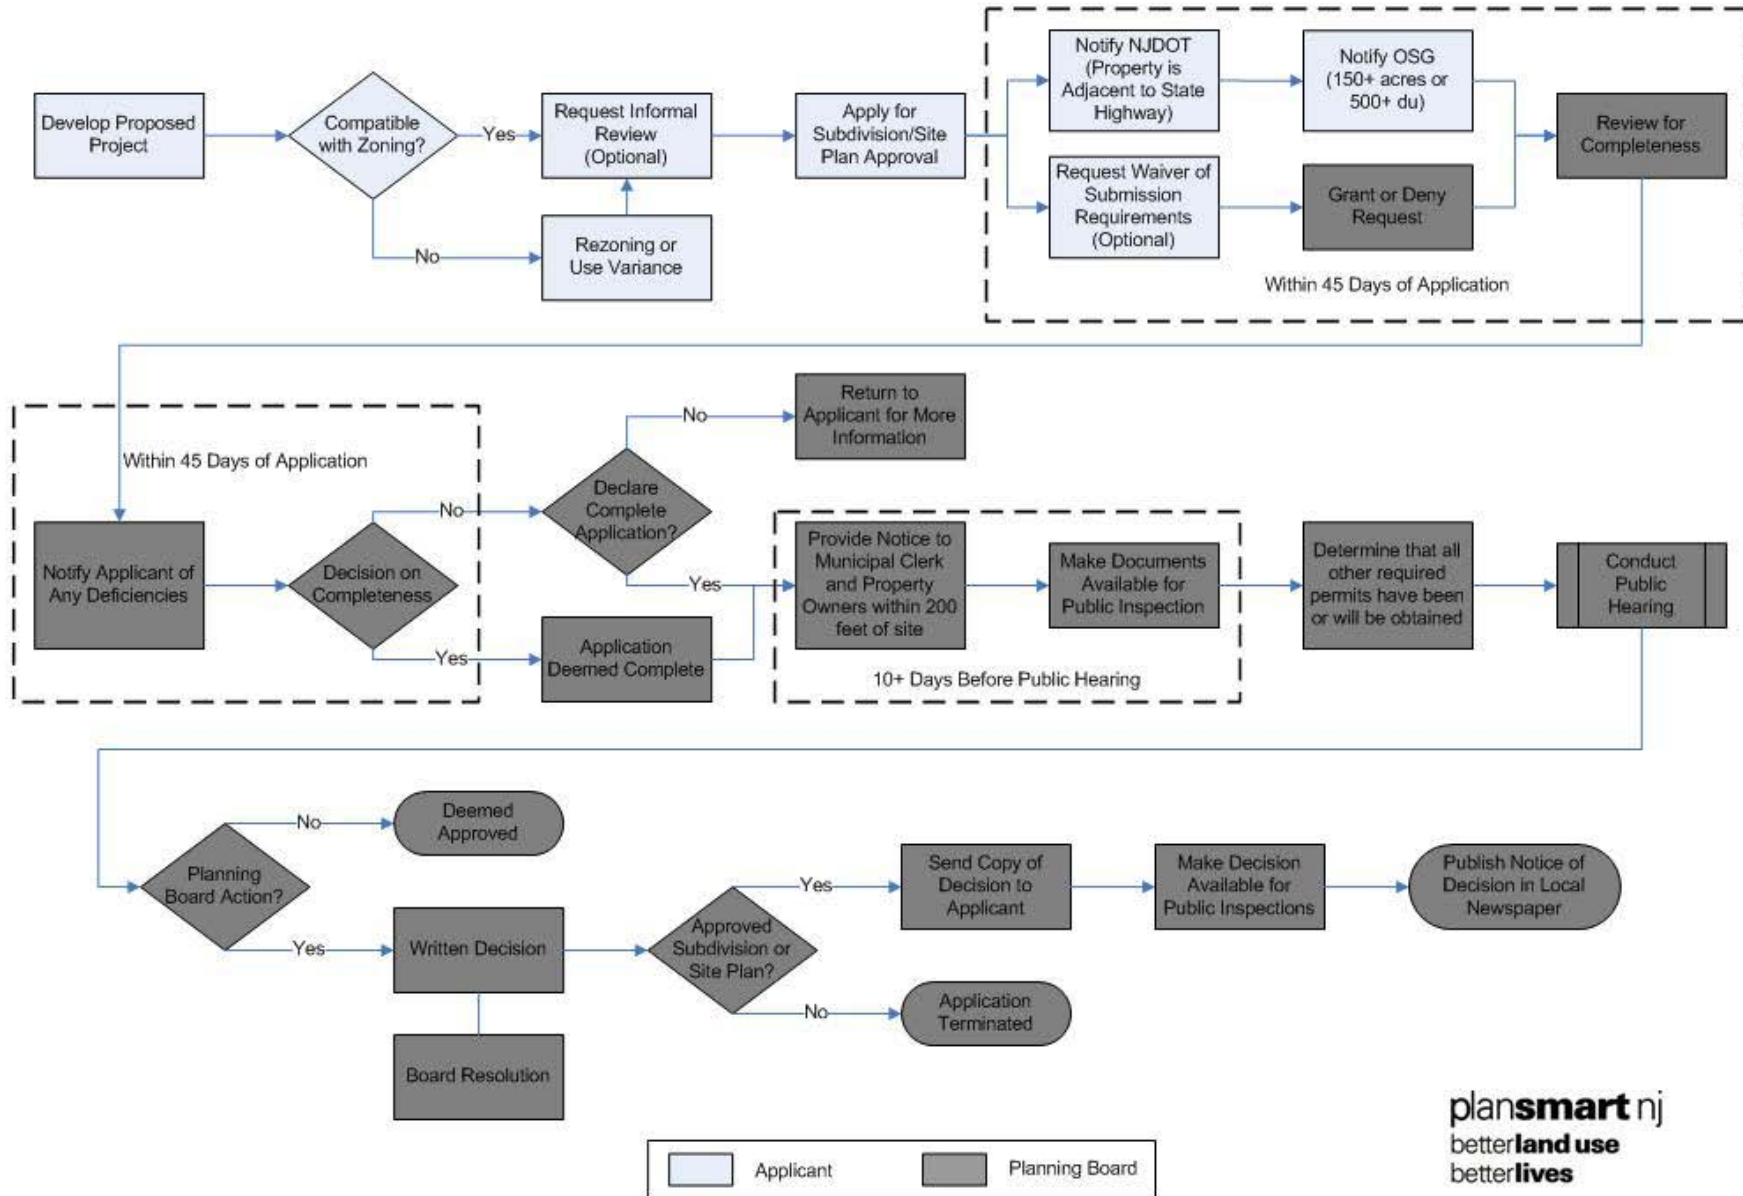 Develop Proposed
Project
Compatible
with Zoning?
Yes
No
Request Informal
Review
(Optional)
Rezoning or
Use Variance
Apply for
Subdivision/Site
Plan Approval
Notify NJDOT
(Property is
Adjacent to State
Highway)
Notify OSG
(150+ acres or
500+ du)
Request Waiver of
Submission
Requirements
(Optional)
Grant or Deny
Request
Review for
Completeness
Within 45 Days of Application
Within 45 Days of Application
Notify Applicant of
Any Deficiencies
Decision on
Completeness
No
Yes
Declare
Complete
Application?
No
Yes
Return to
Applicant for More
Information
Application
Deemed Complete
Provide Notice to
Municipal Clerk
and Property
Owners within 200
feet of site
Make Documents
Available for
Public Inspection
10+ Days Before Public Hearing
Determine that all
other required
permits have been
or will be obtained
Conduct
Public
Hearing
Planning
Board Action?
No
Yes
Deemed
Approved
Written Decision
Board Resolution
Approved
Subdivision or
Site Plan?
Yes
No
Send Copy of
Decision to
Applicant
Make Decision
Available for
Public Inspections
Publish Notice of
Decision in Local
Newspaper
Application
Terminated
Applicant
Planning Board
plansmart nj
betterland use
betterlives